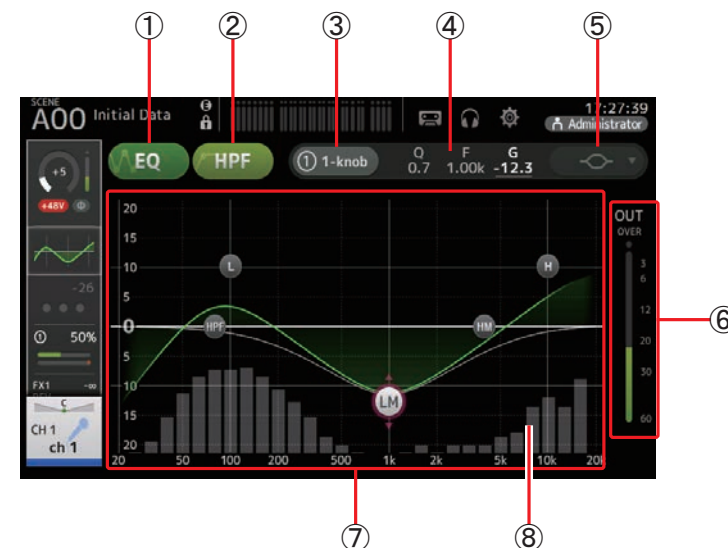 ① ② ③ ④ ⑤
SCENE
A00 Initial Data
E
17:27:39
Administrator
EQ HPF ① 1-knob
Q F G
0.7 1.00k -12.3
+5
+48V Φ
-26
① 50%
FX1 -∞
C
CH 1
ch 1
20
15
10
5
0
5
10
15
20
L H
HPF HM
LM
20 50 100 200 500 1k 2k 5k 10k 20k
OUT
OVER
3
6
12
20
30
60
⑥
⑦ ⑧